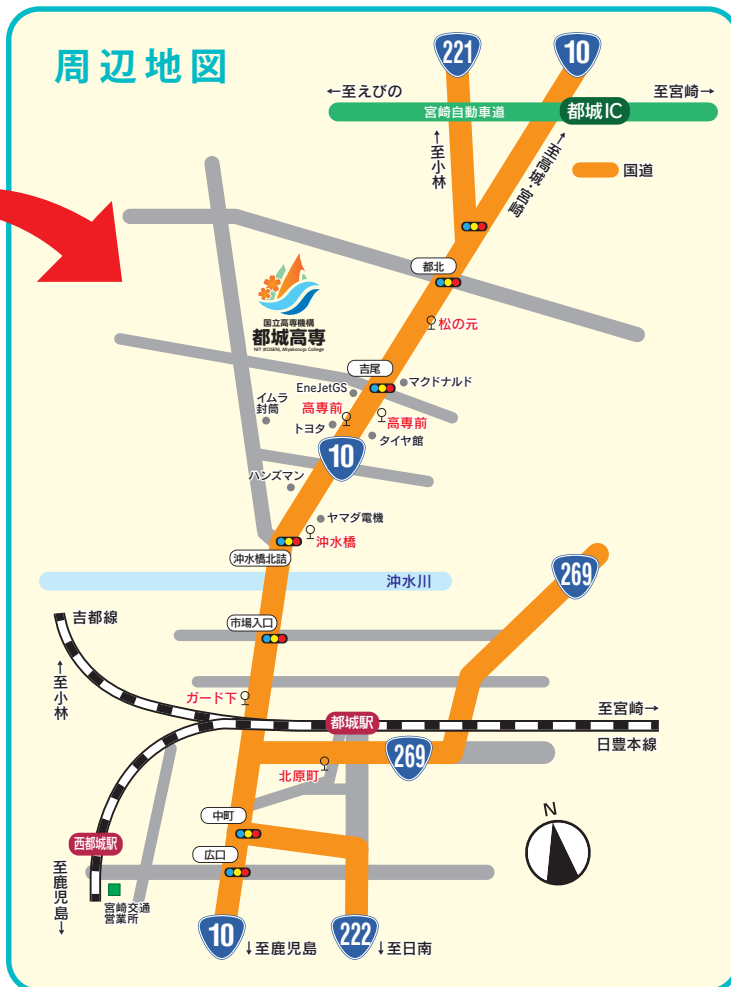 周辺地図
221
10
←至えびの
至宮崎→
宮崎自動車道
都城IC
←至小林
←至高城・宮崎
国道
都北
国立高専機構
都城高専
NIT (KOSEN), Miyakonojo College
松の元
吉尾
マクドナルド
EneJetGS
イムラ
封筒
高専前
高専前
トヨタ
タイヤ館
10
ハンズマン
ヤマダ電機
沖水橋
沖水橋北詰
沖水川
269
吉都線
市場入口
←至小林
ガード下
都城駅
至宮崎→
日豊本線
269
北原町
中町
西都城駅
広口
N
至鹿児島→
宮崎交通
営業所
10
↓至鹿児島
222
↓至日南